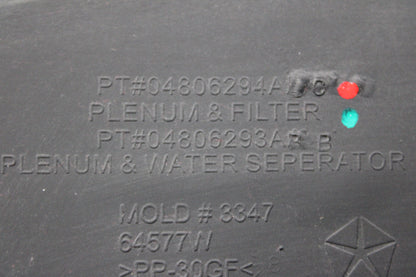 PT#04806294A C
PLENUM & FILTER
PT#04806293A B
PLENUM & WATER SEPERATOR
MOLD # 3347
64577W
>PP-30GF<